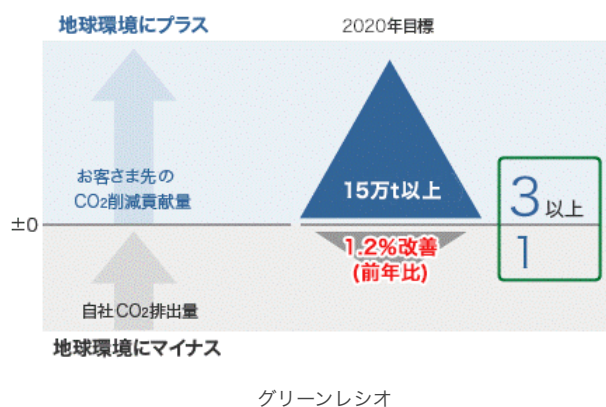 地球環境にプラス
2020年目標
お客さま先の
CO2削減貢献量
15万t以上
3以上
±0
1
1.2%改善
(前年比)
自社CO2排出量
地球環境にマイナス
グリーンレシオ